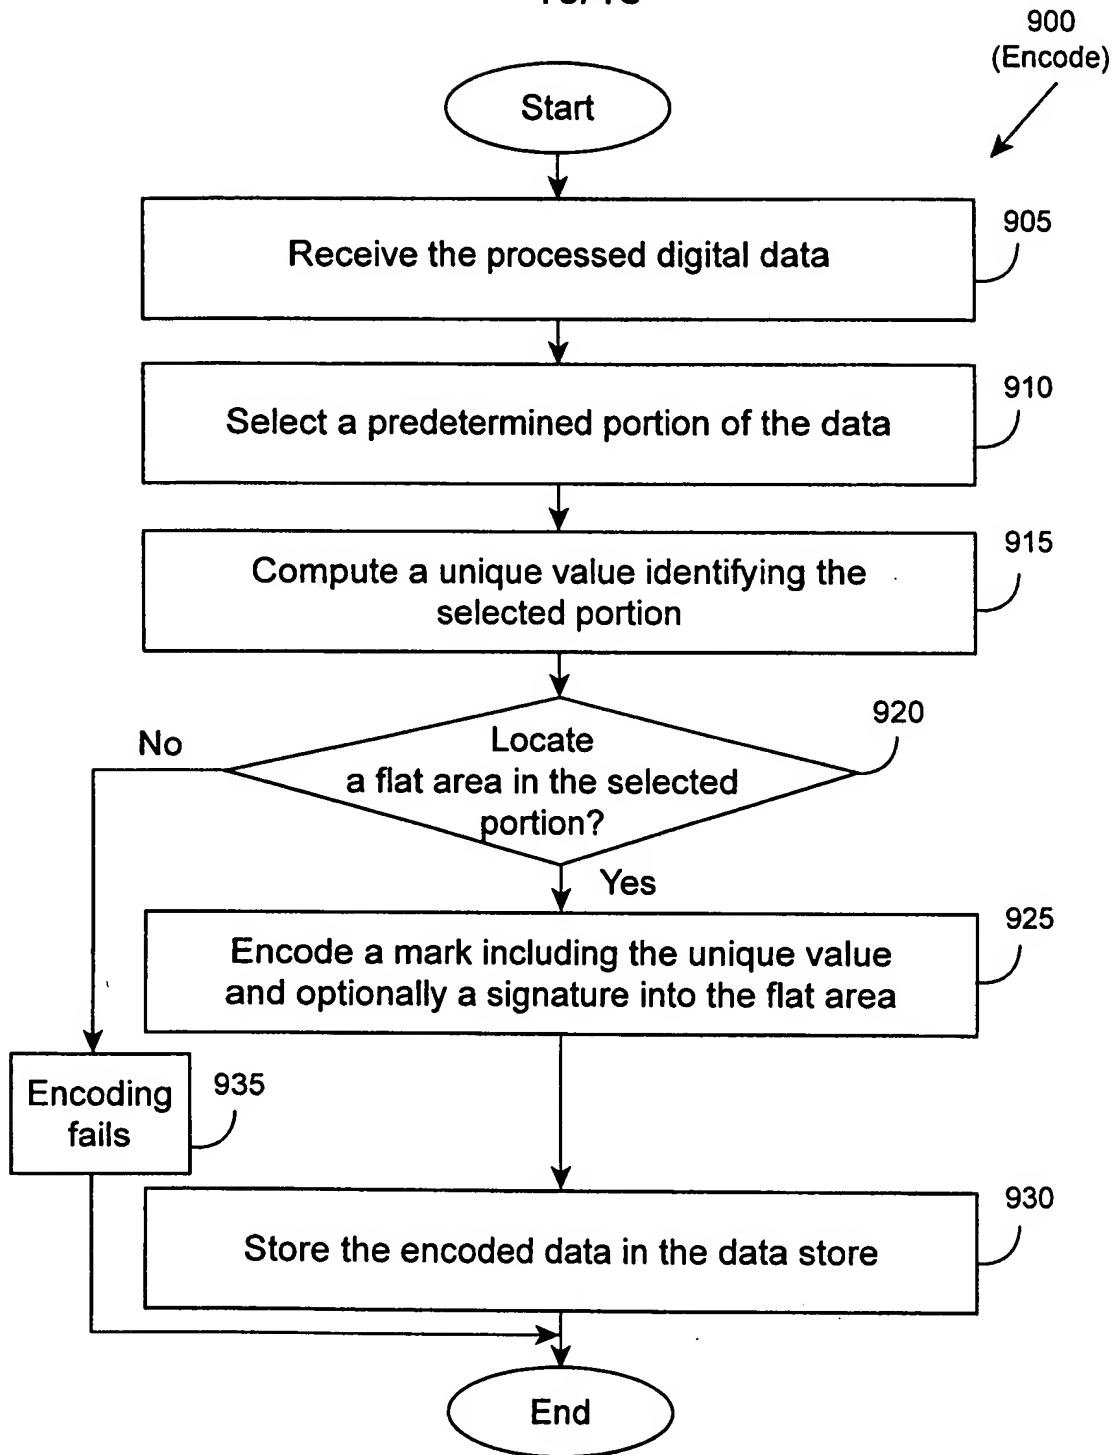 900
(Encode)
Start
Receive the processed digital data
905
Select a predetermined portion of the data
910
Compute a unique value identifying the
selected portion
915
920
No
Locate
a flat area in the selected
portion?
Yes
Encode a mark including the unique value
and optionally a signature into the flat area
925
Encoding
fails
935
Store the encoded data in the data store
930
End